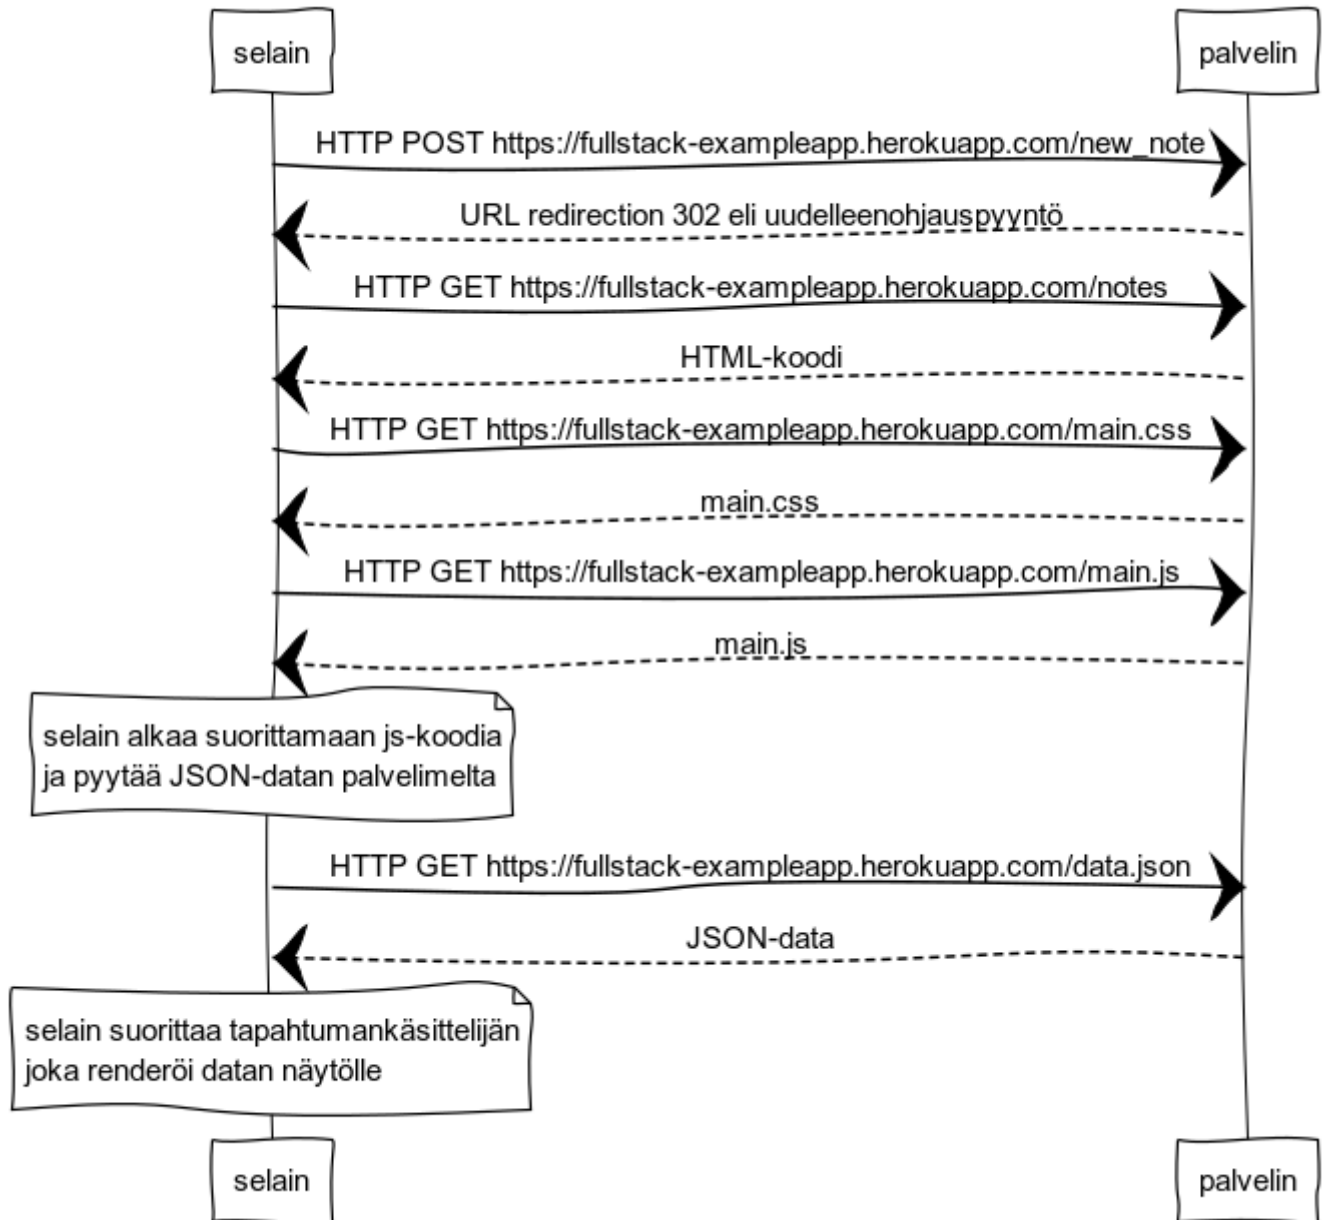 selain
palvelin
HTTP POST https://fullstack-exampleapp.herokuapp.com/new_note
URL redirection 302 eli uudelleenohjauspyyntö
HTTP GET https://fullstack-exampleapp.herokuapp.com/notes
HTML-koodi
HTTP GET https://fullstack-exampleapp.herokuapp.com/main.css
main.css
HTTP GET https://fullstack-exampleapp.herokuapp.com/main.js
main.js
selain alkaa suorittamaan js-koodia
ja pyytää JSON-datan palvelimelta
HTTP GET https://fullstack-exampleapp.herokuapp.com/data.json
JSON-data
selain suorittaa tapahtumankäsittelijän
joka renderöi datan näytölle
selain
palvelin